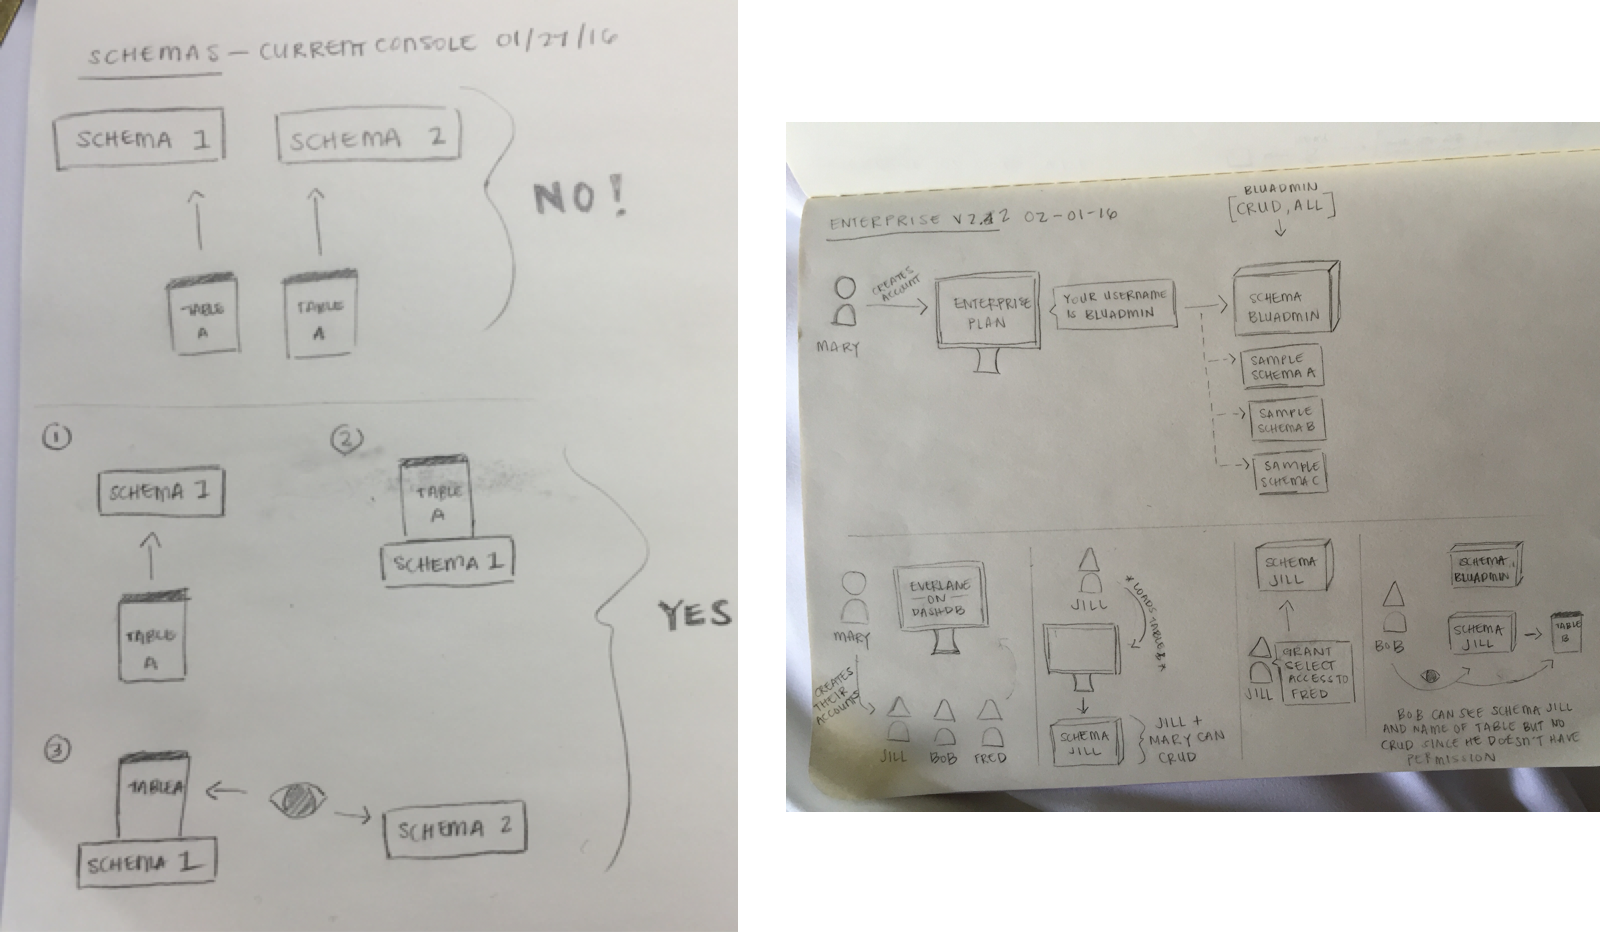 SCHEMAS – CURRENT CONSOLE 01/27/16
SCHEMA 1
SCHEMA 2
NO!
TABLE
A
TABLE
A
1
2
SCHEMA 1
TABLE
A
TABLE
A
SCHEMA 1
YES
3
TABLE A
SCHEMA 1
SCHEMA 2
ENTERPRISE V2.2 02-01-16
BLUADMIN
[CRUD, ALL]
MARY
CREATES
ACCOUNT
ENTERPRISE
PLAN
YOUR USERNAME
IS BLUADMIN
SCHEMA
BLUADMIN
SAMPLE
SCHEMA A
SAMPLE
SCHEMA B
SAMPLE
SCHEMA C
MARY
EVERLANE
ON
DASHDB
CREATES
THEIR
ACCOUNTS
JILL
BOB
FRED
JILL
*LOADS TABLE B*
SCHEMA
JILL
JILL +
MARY CAN
CRUD
SCHEMA
JILL
JILL
GRANT
SELECT
ACCESS TO
FRED
BOB
SCHEMA
BLUADMIN
SCHEMA
JILL
TABLE
B
BOB CAN SEE SCHEMA JILL
AND NAME OF TABLE BUT NO
CRUD SINCE HE DOESN'T HAVE
PERMISSION